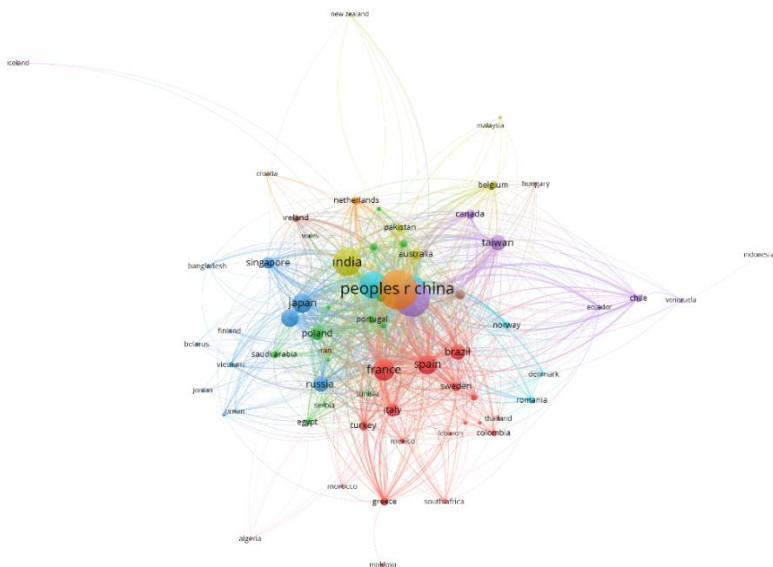 new zealand
iceland
malaysia
croatia
belgium
hungary
netherlands
ireland
canada
pakistan
wales
taiwan
australia
india
singapore
bangladesh
indonesia
peoples r china
japan
chile
venezuela
ecuador
portugal
norway
finland
poland
belarus
iran
saudi arabia
brazil
vietnam
spain
france
denmark
russia
sweden
jordan
tunisia
romania
serbia
oman
italy
thailand
egypt
turkey
lebanon
colombia
mexico
morocco
greece
south africa
algeria
moldova